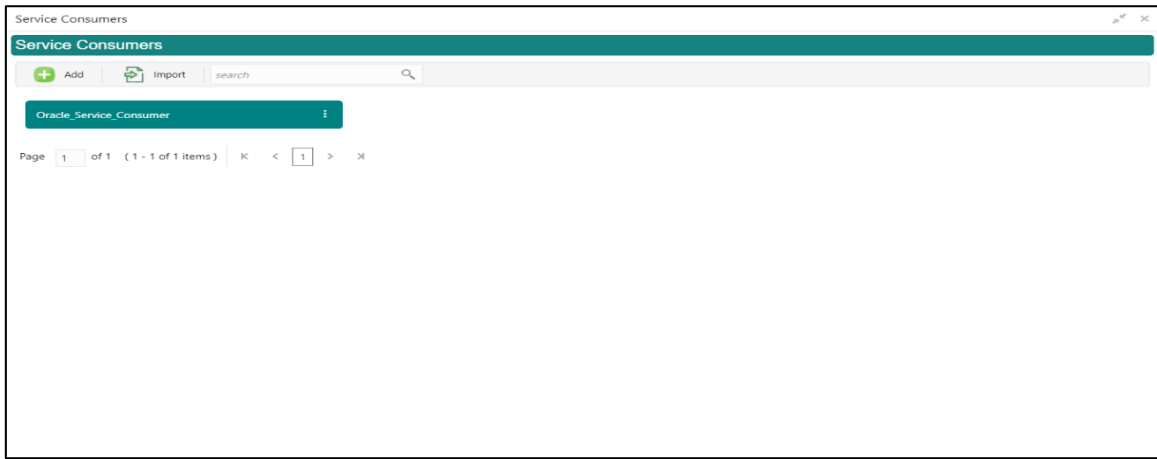 Service Consumers
Service Consumers
Add Import search
Oracle_Service_Consumer
Page 1 of 1 ( 1 - 1 of 1 items ) 1